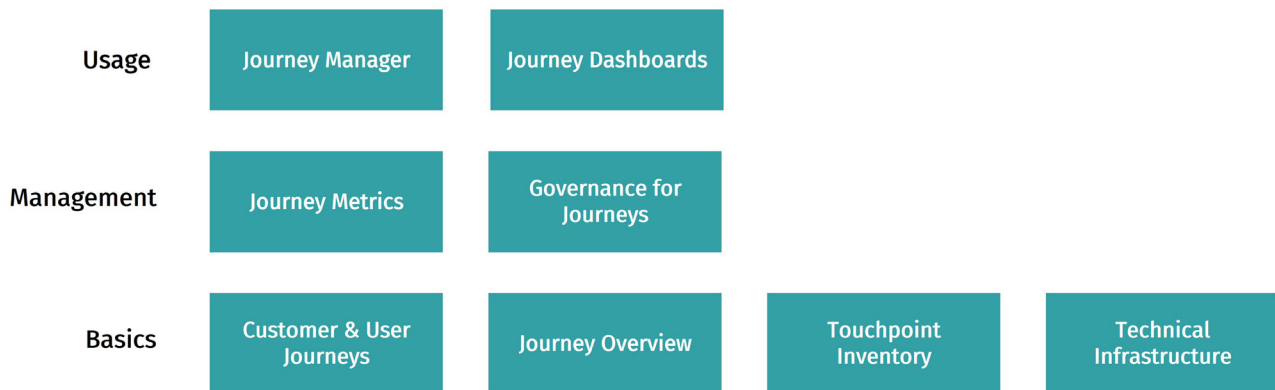 Usage
Journey Manager
Journey Dashboards
Management
Journey Metrics
Governance for
Journeys
Basics
Customer & User
Journeys
Journey Overview
Touchpoint
Inventory
Technical
Infrastructure